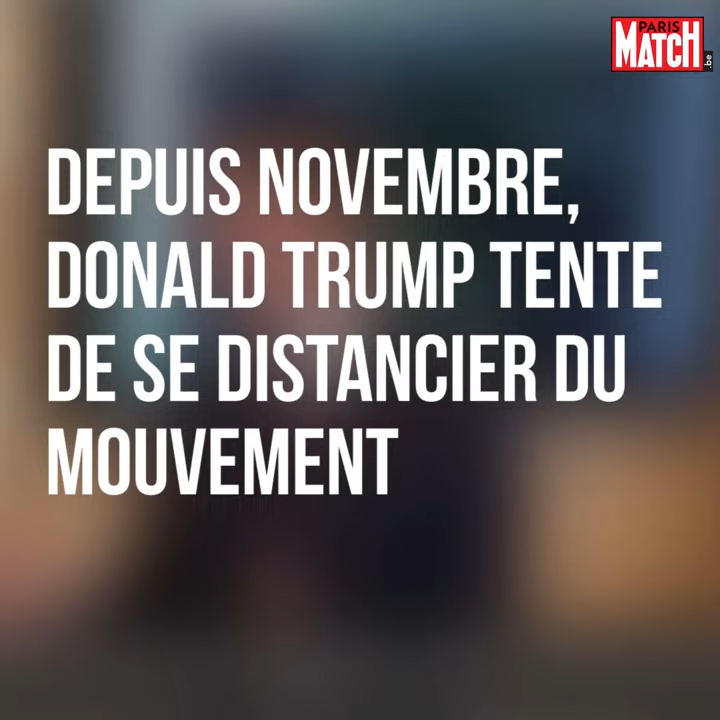 PARIS
MATCH
.be
DEPUIS NOVEMBRE,
DONALD TRUMP TENTE
DE SE DISTANCIER DU
MOUVEMENT